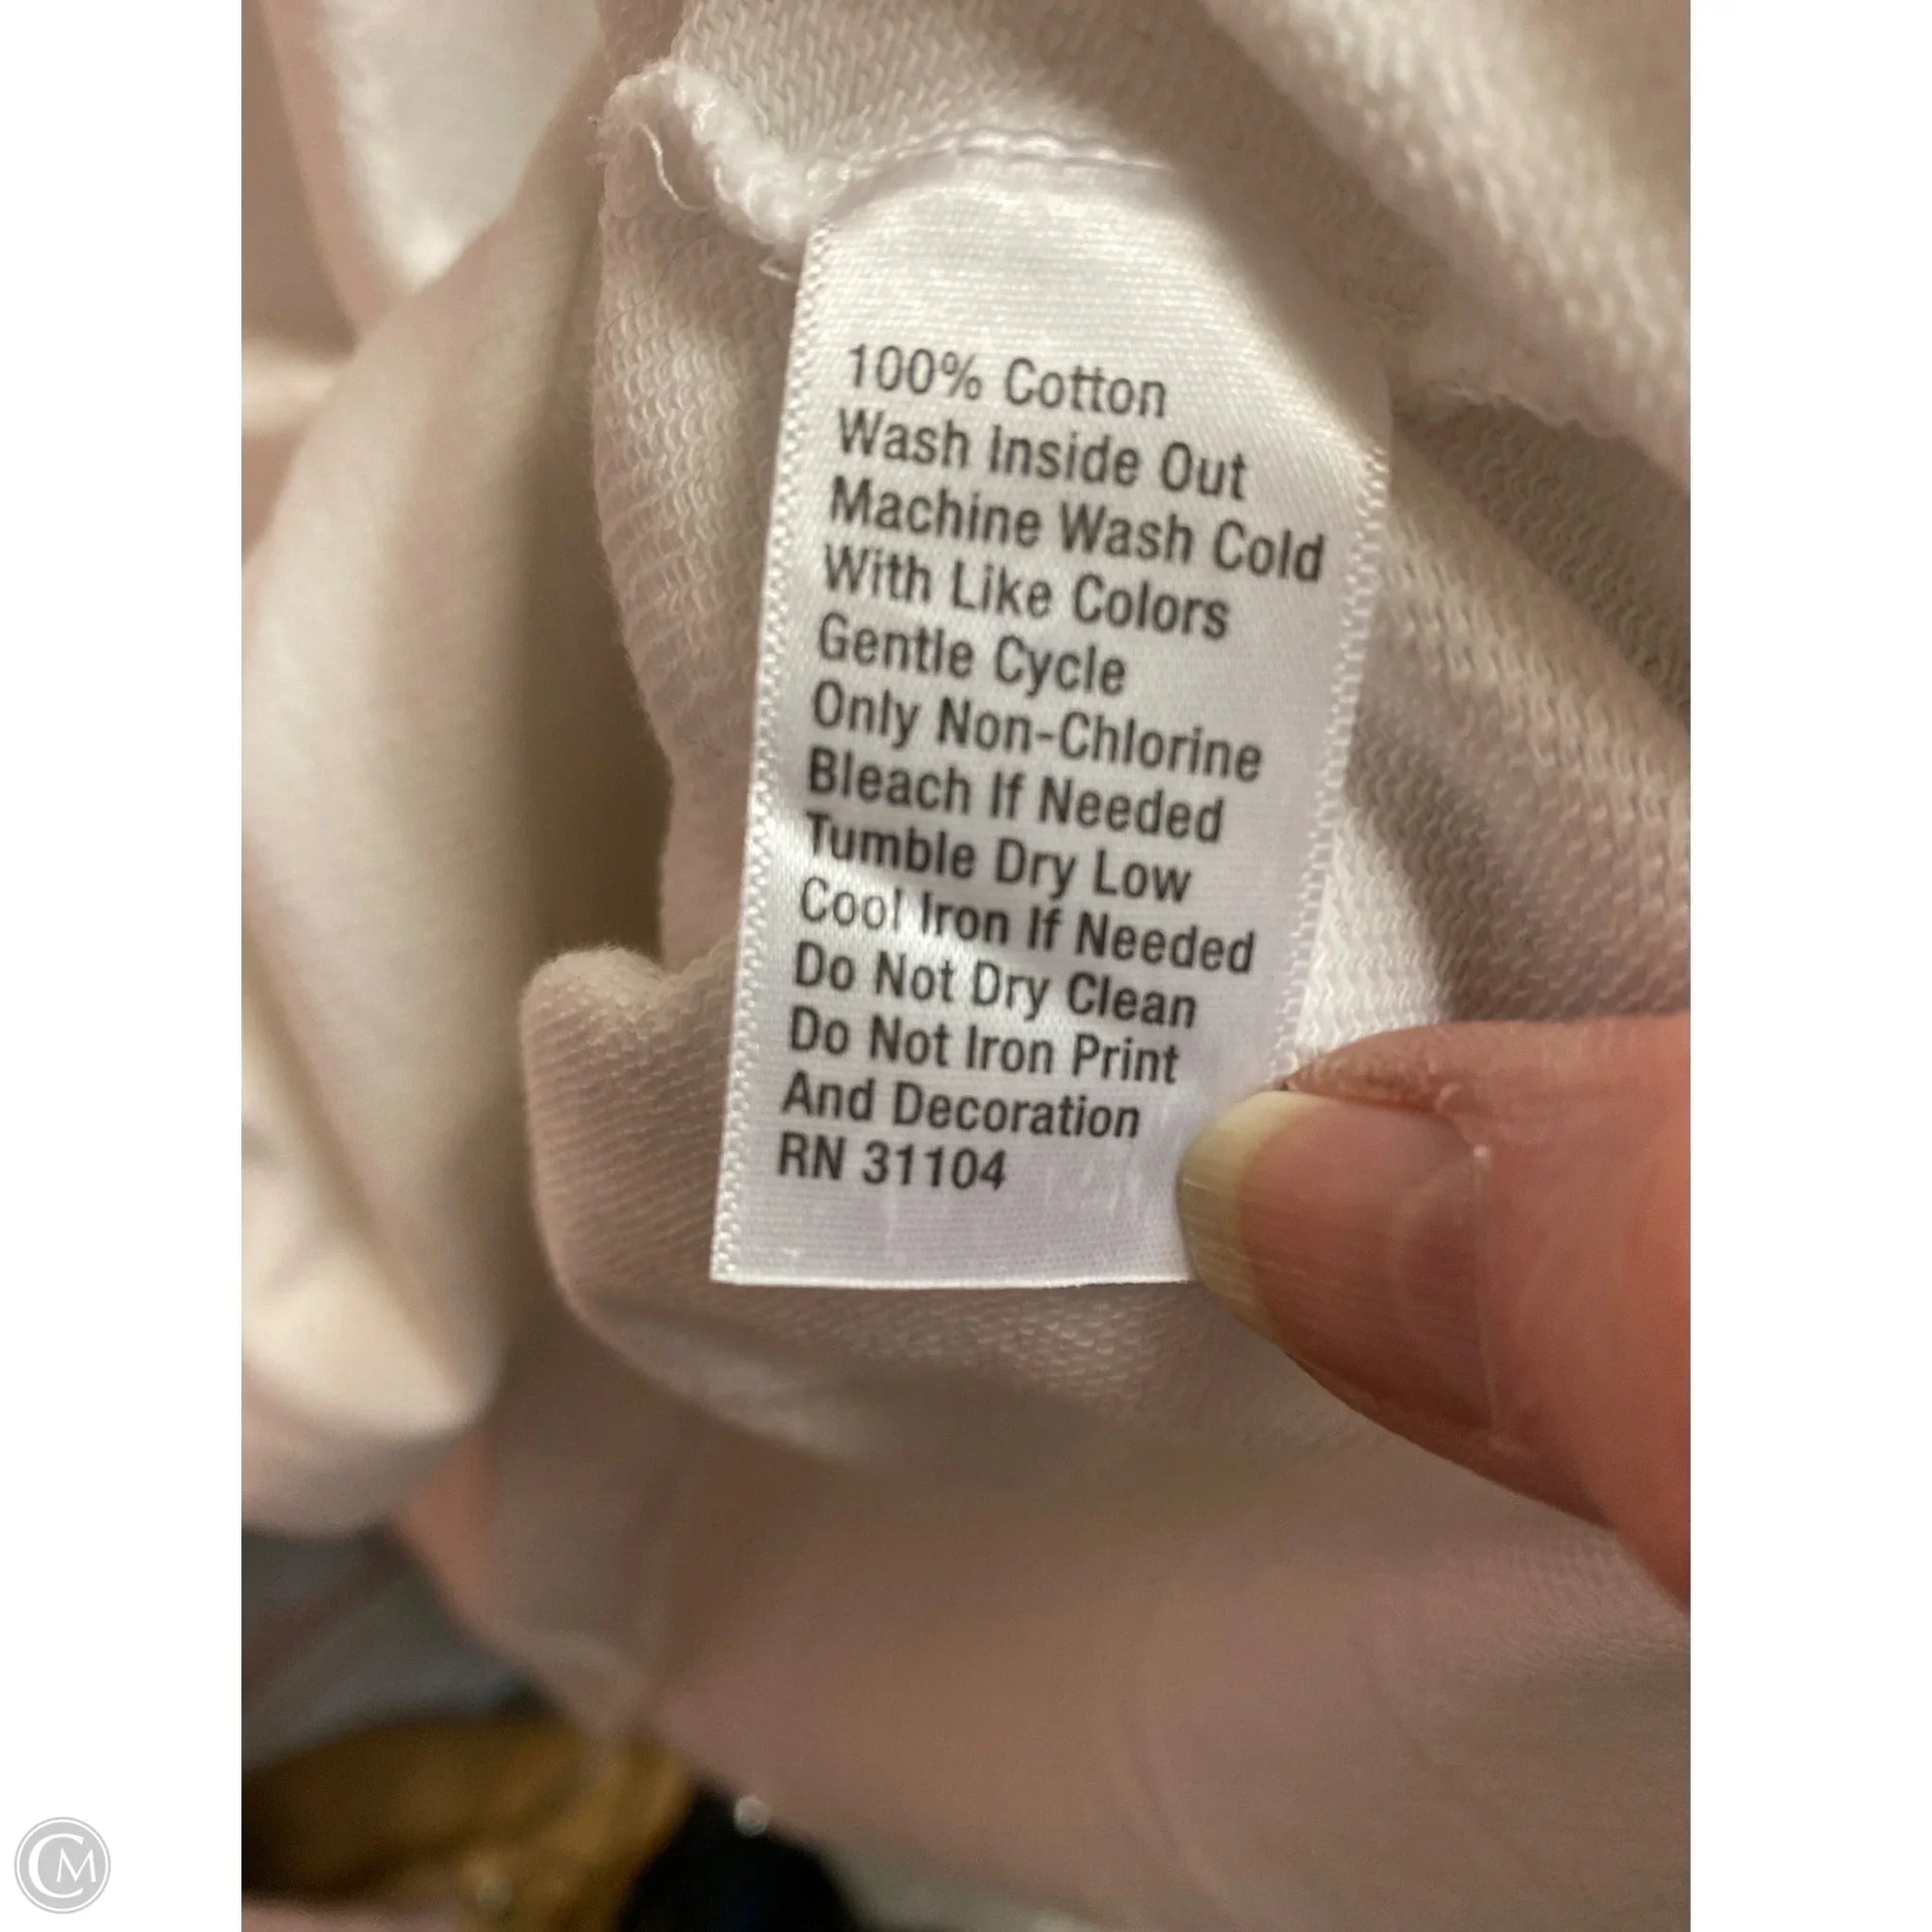 100% Cotton
Wash Inside Out
Machine Wash Cold
With Like Colors
Gentle Cycle
Only Non-Chlorine
Bleach If Needed
Tumble Dry Low
Cool Iron If Needed
Do Not Dry Clean
Do Not Iron Print
And Decoration
RN 31104
CM